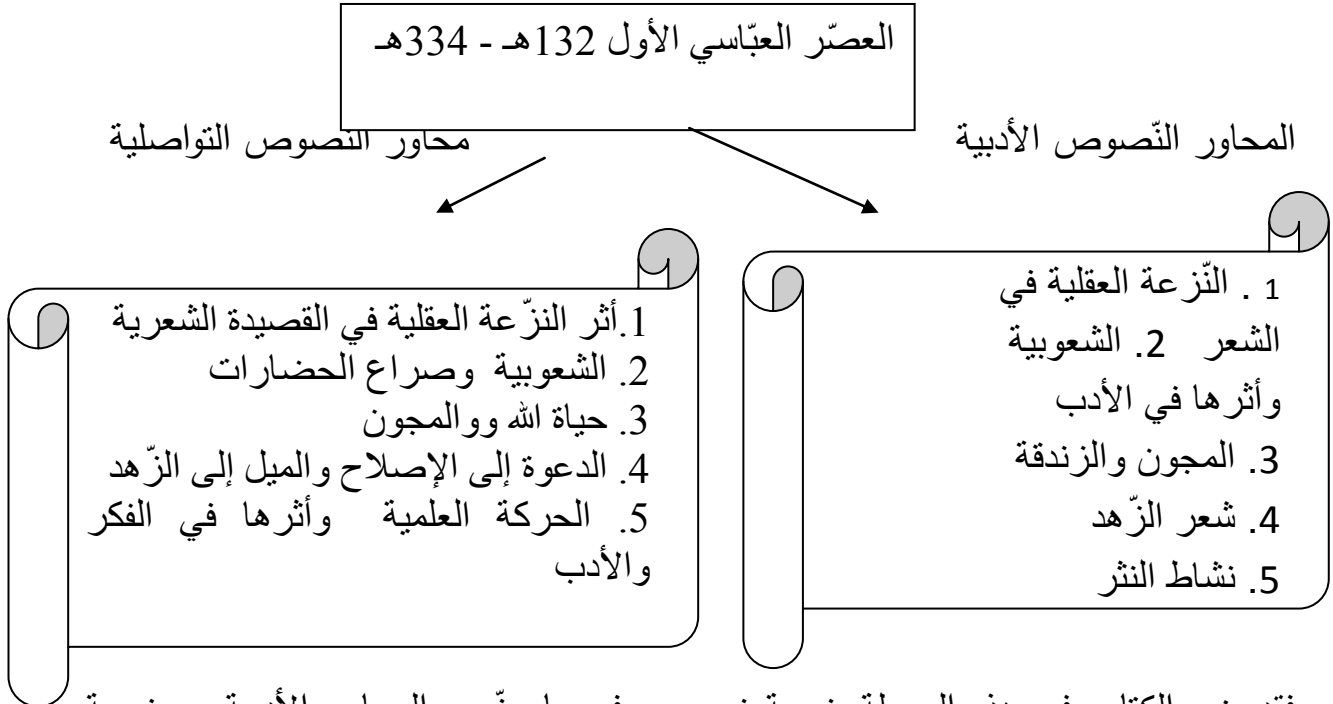 العصّر العبّاسي الأول 132هـ - 334هـ
المحاور النّصوص الأدبية
محاور النّصوص التواصلية
1 . النّزعة العقلية في
الشعر 2. الشعوبية
وأثرها في الأدب
3. المجون والزندقة
4. شعر الزّهد
5. نشاط النثر
1.أثر النزّعة العقلية في القصيدة الشعرية
2. الشعوبية وصراع الحضارات
3. حياة الله ووالمجون
4. الدعوة إلى الإصلاح والميل إلى الزّهد
5. الحركة العلمية وأثرها في الفكر
والأدب